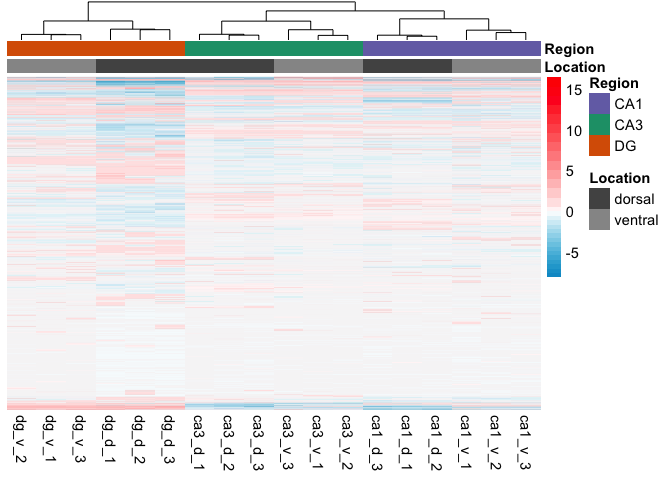 Region
Location
15
10
5
0
-5
Region
CA1
CA3
DG
Location
dorsal
ventral
dg_v_2
dg_v_1
dg_v_3
dg_d_1
dg_d_2
dg_d_3
ca3_d_1
ca3_d_2
ca3_d_3
ca3_v_3
ca3_v_1
ca3_v_2
ca1_d_3
ca1_d_1
ca1_d_2
ca1_v_1
ca1_v_2
ca1_v_3